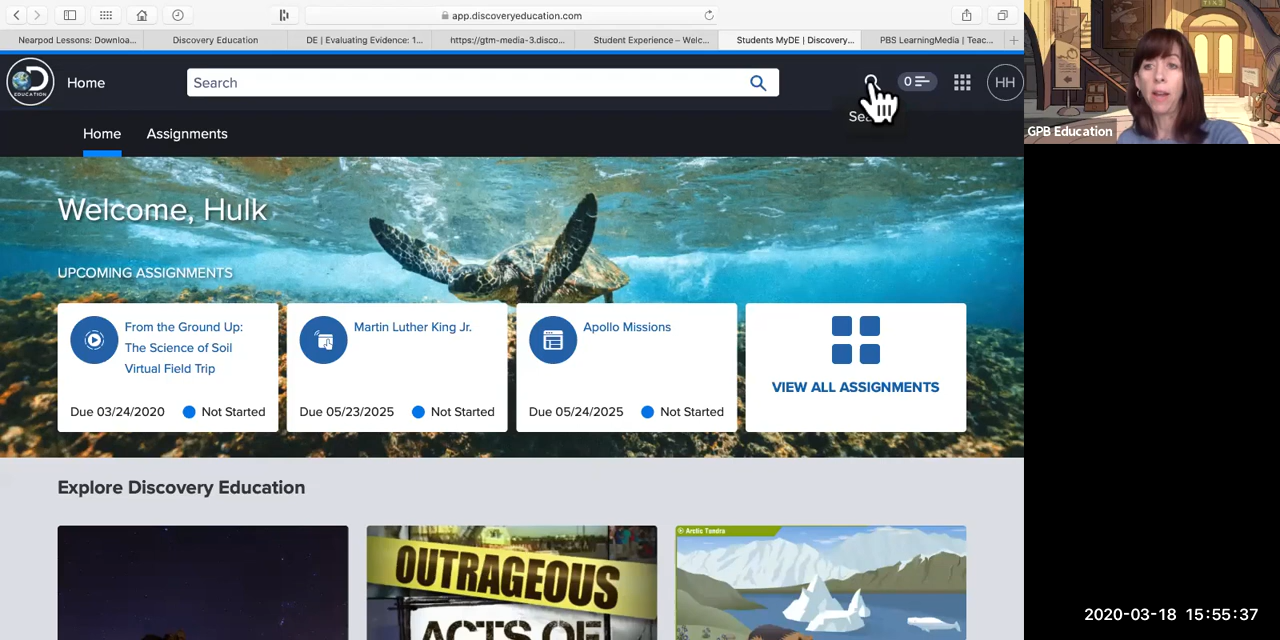 app.discoveryeducation.com
Nearpod Lessons: Downloa...
Discovery Education
DE | Evaluating Evidence: 1...
https://gtm-media-3.disco...
Student Experience – Welc...
Students MyDE | Discovery...
PBS LearningMedia | Teac...
EDUCATION
Home
Search
0
HH
GPB Education
Home
Assignments
Welcome, Hulk
UPCOMING ASSIGNMENTS
From the Ground Up:
The Science of Soil
Virtual Field Trip
Due 03/24/2020
Not Started
Martin Luther King Jr.
Due 05/23/2025
Not Started
Apollo Missions
Due 05/24/2025
Not Started
VIEW ALL ASSIGNMENTS
Explore Discovery Education
OUTRAGEOUS
ACTS OF
Arctic Tundra
2020-03-18 15:55:37